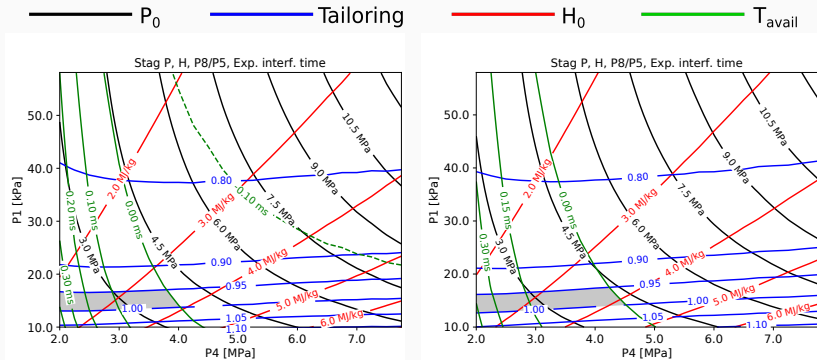 P0 Tailoring H0 Tavail
Stag P, H, P8/P5, Exp. interf. time
P1 [kPa]
50.0
40.0
30.0
20.0
10.0
2.0 3.0 4.0 5.0 6.0 7.0
P4 [MPa]
10.5 MPa
9.0 MPa
7.5 MPa
6.0 MPa
4.5 MPa
3.0 MPa
2.0 MJ/kg
3.0 MJ/kg
4.0 MJ/kg
5.0 MJ/kg
6.0 MJ/kg
0.80
0.90
0.95
1.00
1.05
1.10
0.30 ms
0.20 ms
0.10 ms
0.00 ms
-0.10 ms
Stag P, H, P8/P5, Exp. interf. time
P1 [kPa]
50.0
40.0
30.0
20.0
10.0
2.0 3.0 4.0 5.0 6.0 7.0
P4 [MPa]
10.5 MPa
9.0 MPa
7.5 MPa
6.0 MPa
4.5 MPa
3.0 MPa
2.0 MJ/kg
3.0 MJ/kg
4.0 MJ/kg
5.0 MJ/kg
6.0 MJ/kg
0.80
0.90
0.95
1.00
1.05
1.10
0.30 ms
0.15 ms
0.00 ms